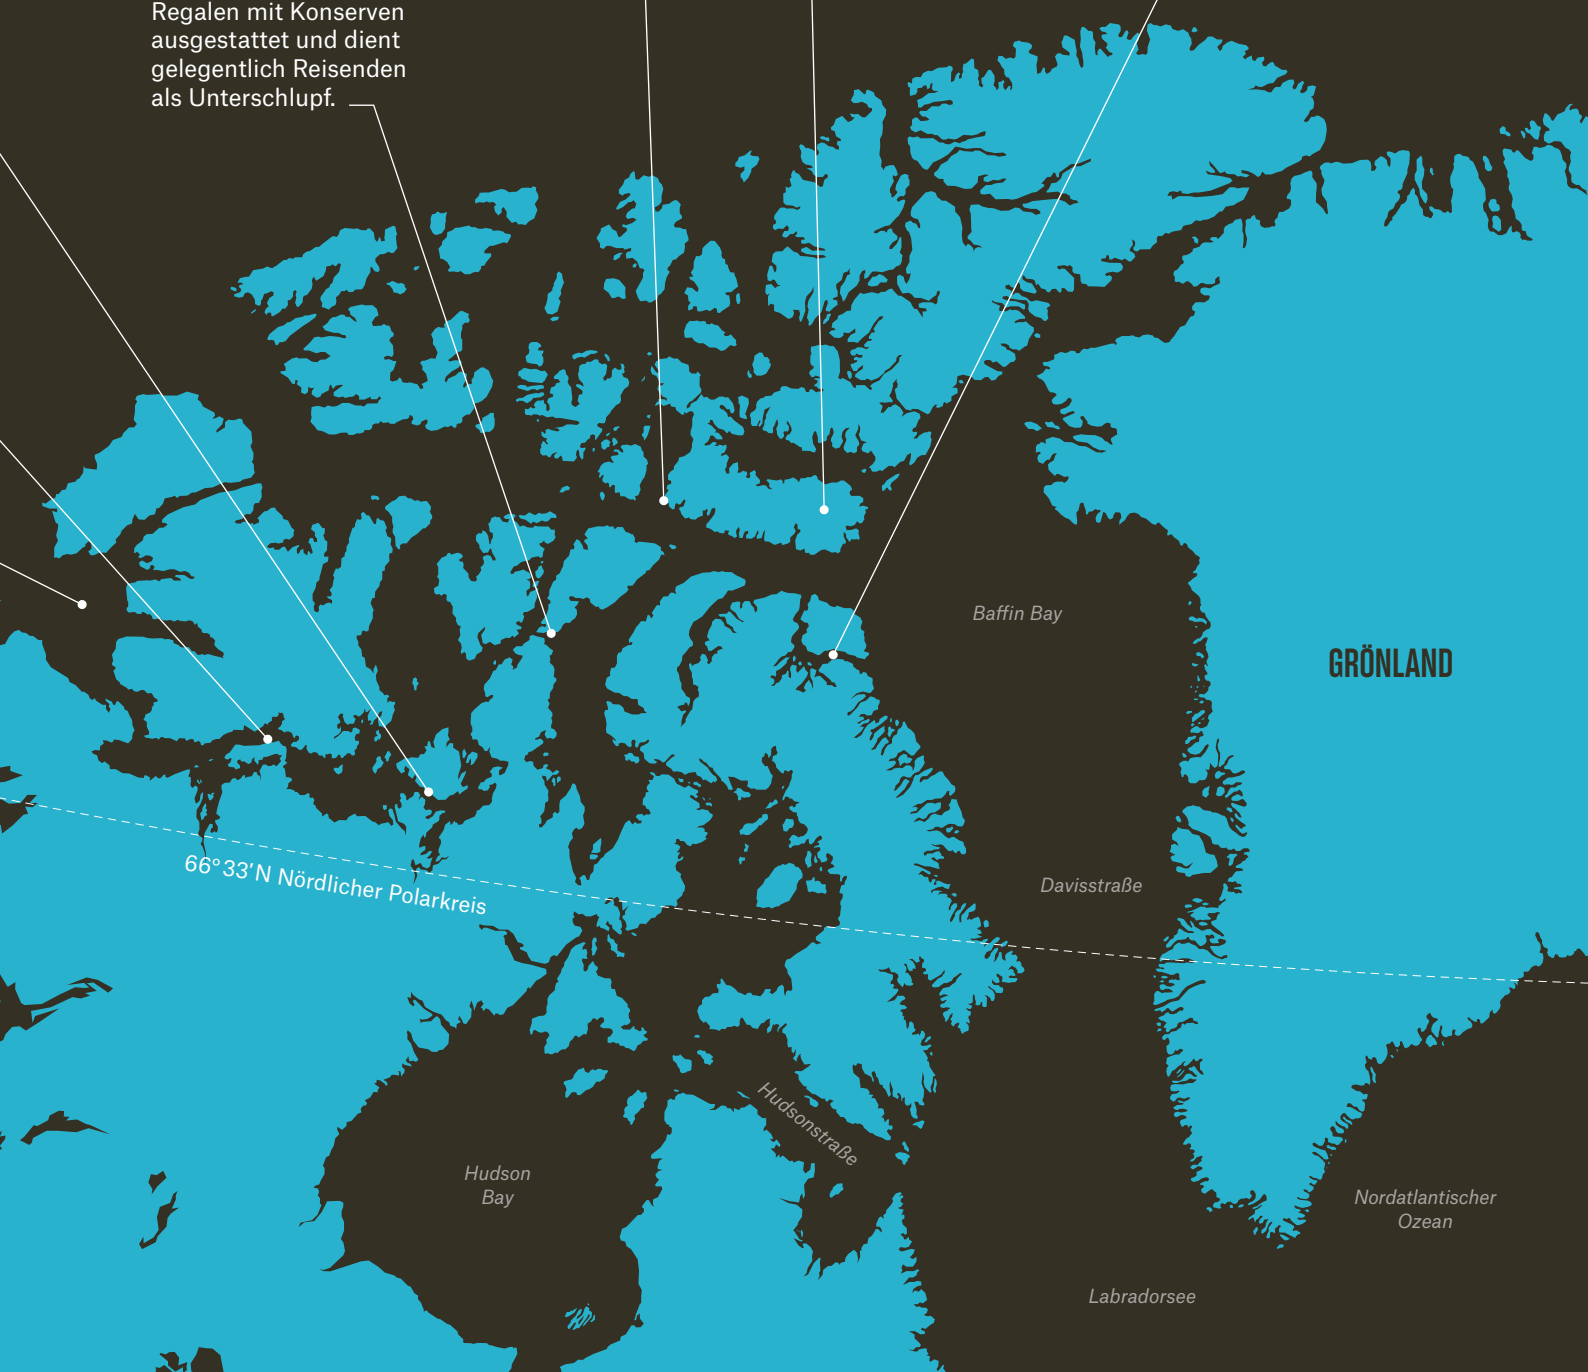 Regalen mit Konserven
ausgestattet und dient
gelegentlich Reisenden
als Unterschlupf.
Baffin Bay
GRÖNLAND
66°33’N Nördlicher Polarkreis
Davisstraße
Hudsonstraße
Hudson
Bay
Nordatlantischer
Ozean
Labradorsee